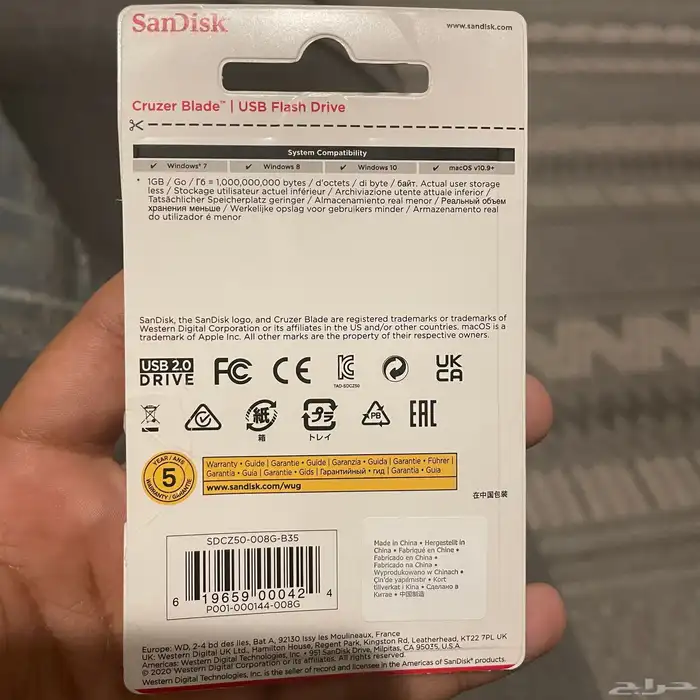 SanDisk
www.sandisk.com
Cruzer Blade™ | USB Flash Drive
System Compatibility
✓ Windows® 7 ✓ Windows 8 ✓ Windows 10 ✓ macOS v10.9+
* 1GB / Go / Гб = 1,000,000,000 bytes / d'octets / di byte / байт. Actual user storage
less / Stockage utilisateur actuel inférieur / Archiviazione utente attuale inferior /
Tatsächlicher Speicherplatz geringer / Almacenamiento real menor / Реальный объем
хранения меньше / Werkelijke opslag voor gebruikers minder / Armazenamento real
do utilizador é menor
SanDisk, the SanDisk logo, and Cruzer Blade are registered trademarks or trademarks of
Western Digital Corporation or its affiliates in the US and/or other countries. macOS is a
trademark of Apple Inc. All other marks are the property of their respective owners.
USB 2.0
DRIVE
FC CE
TAD-SDCZ50
UK
CA
紙
箱
プラ
トレイ
PB
EAC
YEAR / ANS
5
WARRANTY / GARANTIE
Warranty • Guide | Garantie • Guide | Garanzia • Guida | Garantie • Führer |
Garantía • Guía | Garantie • Gids | Гарантийный • гид | Garantia • Guia
www.sandisk.com/wug
在中国包装
SDCZ50-008G-B35
6 19659 00042 4
P001-000144-008G
Made in China • Hergestellt in
China • Fabriqué en Chine •
Fabricado en China •
Fabricado na China •
Wyprodukowano w Chinach •
Çin'de yapılmıştır • Kort
tillverkat i Kina • Сделано в
Китае • 中国制造
Europe: WD, 2-4 bd des Iles, Bat A, 92130 Issy les Moulineaux, France
UK: Western Digital UK Ltd., Hamilton House, Regent Park, Kingston Rd, Leatherhead, KT22 7PL UK
Americas: Western Digital Technologies, Inc. • 951 SanDisk Drive, Milpitas, CA 95035, U.S.A.
© 2020 Western Digital Corporation or its affiliates. All rights reserved.
Western Digital Technologies, Inc. is the seller of record and licensee in the Americas of SanDisk® products.
حراج